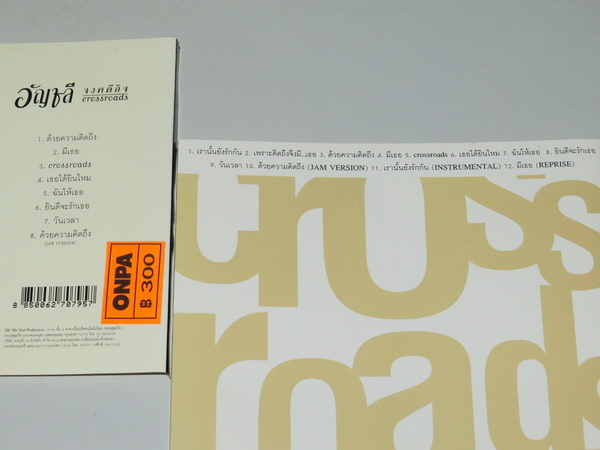 อัญชลี จงคดีกิจ
crossroads
1. ด้วยความคิดถึง
2. มีเธอ
3. crossroads
4. เธอได้ยินไหม
5. ฉันให้เธอ
6. ยินดีจะรักเธอ
7. วันเวลา
8. ด้วยความคิดถึง
(JAM VERSION)
8 850062 707957
ONPA
฿ 300
1. เรานั้นยังรักกัน 2. เพราะคิดถึงจึงมี...เธอ 3. ด้วยความคิดถึง 4. มีเธอ 5. crossroads 6. เธอได้ยินไหม 7. ฉันให้เธอ 8. ยินดีจะรักเธอ
9. วันเวลา 10. ด้วยความคิดถึง (JAM VERSION) 11. เรานั้นยังรักกัน (INSTRUMENTAL) 12. มีเธอ (REPRISE)
cross
roads